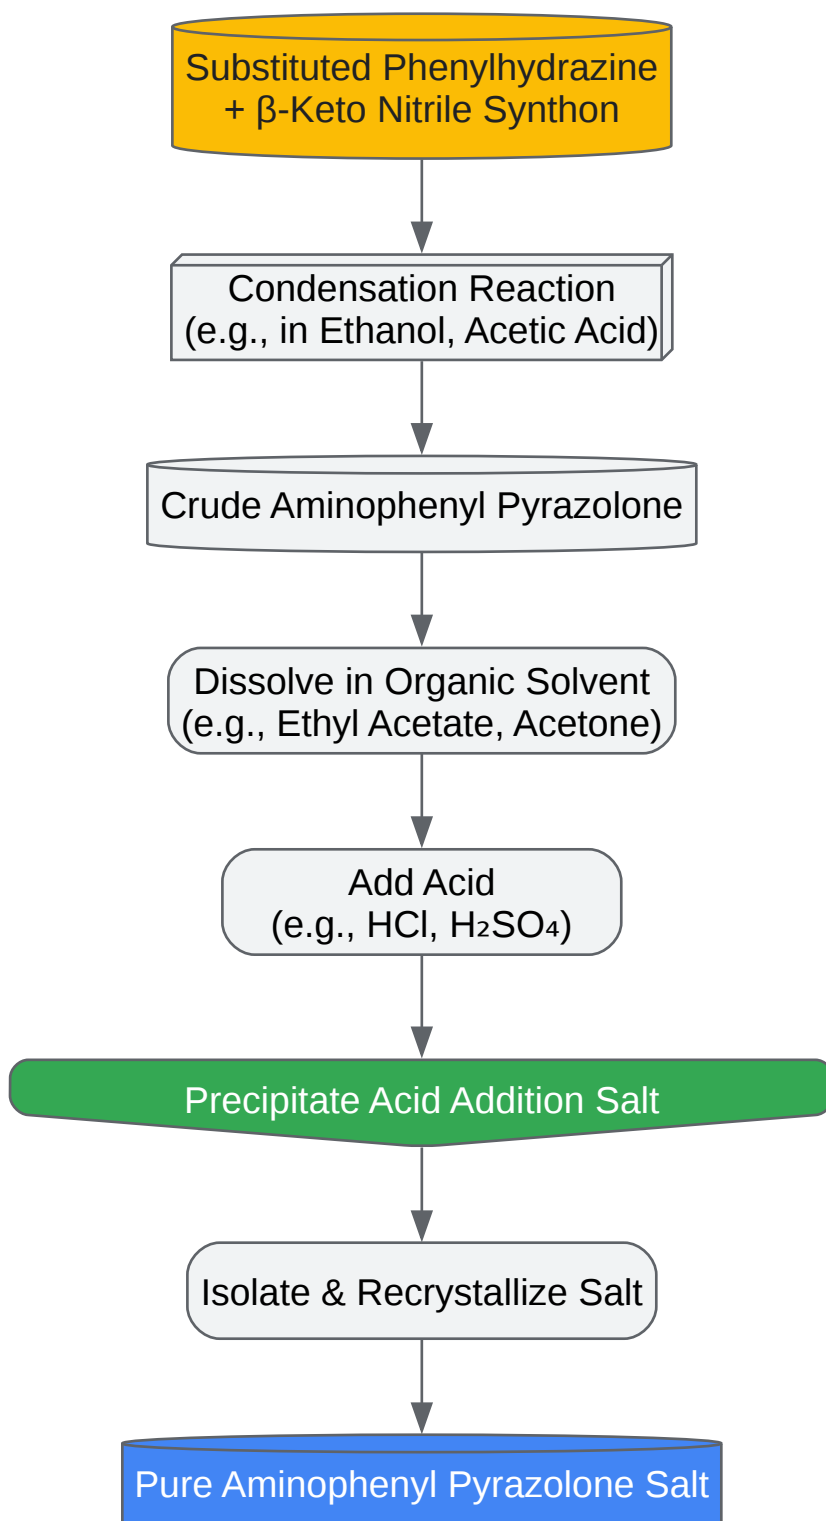 Substituted Phenylhydrazine
+ β-Keto Nitrile Synthon
Condensation Reaction
(e.g., in Ethanol, Acetic Acid)
Crude Aminophenyl Pyrazolone
Dissolve in Organic Solvent
(e.g., Ethyl Acetate, Acetone)
Add Acid
(e.g., HCl, H₂SO₄)
Precipitate Acid Addition Salt
Isolate & Recrystallize Salt
Pure Aminophenyl Pyrazolone Salt